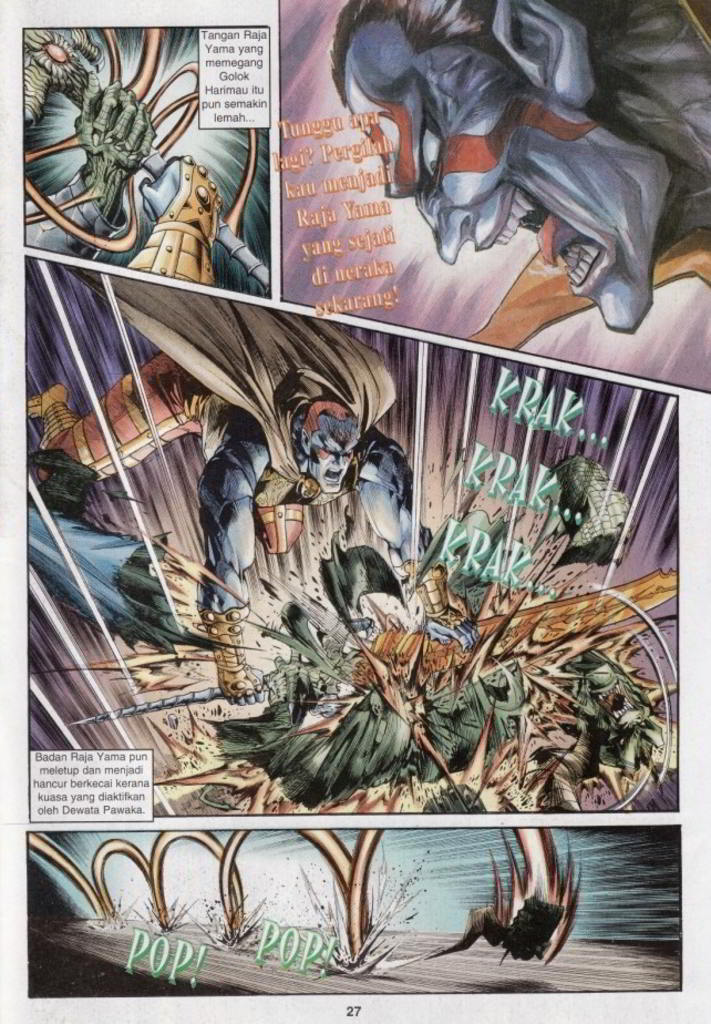 Tangan Raja
Yama yang
memegang
Golok
Harimau itu
pun semakin
lemah...
Tunggu apa
lagi? Pergilah
kau menjadi
Raja Yama
yang sejati
di neraka
sekarang!
KRAK...
KRAK...
KRAK...
Badan Raja Yama pun
meletup dan menjadi
hancur berkecai kerana
kuasa yang diaktifkan
oleh Dewata Pawaka.
POP!
POP!
27